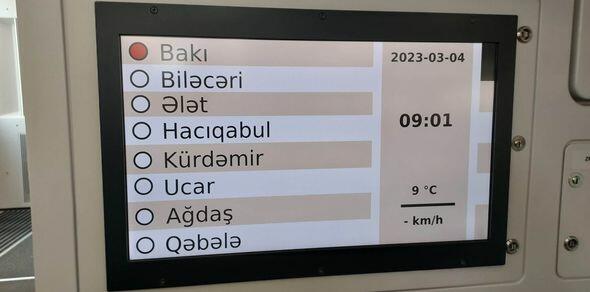 Bakı
Biləcəri
Ələt
Hacıqabul
Kürdəmir
Ucar
Ağdaş
Qəbələ
2023-03-04
09:01
9 °C
- km/h